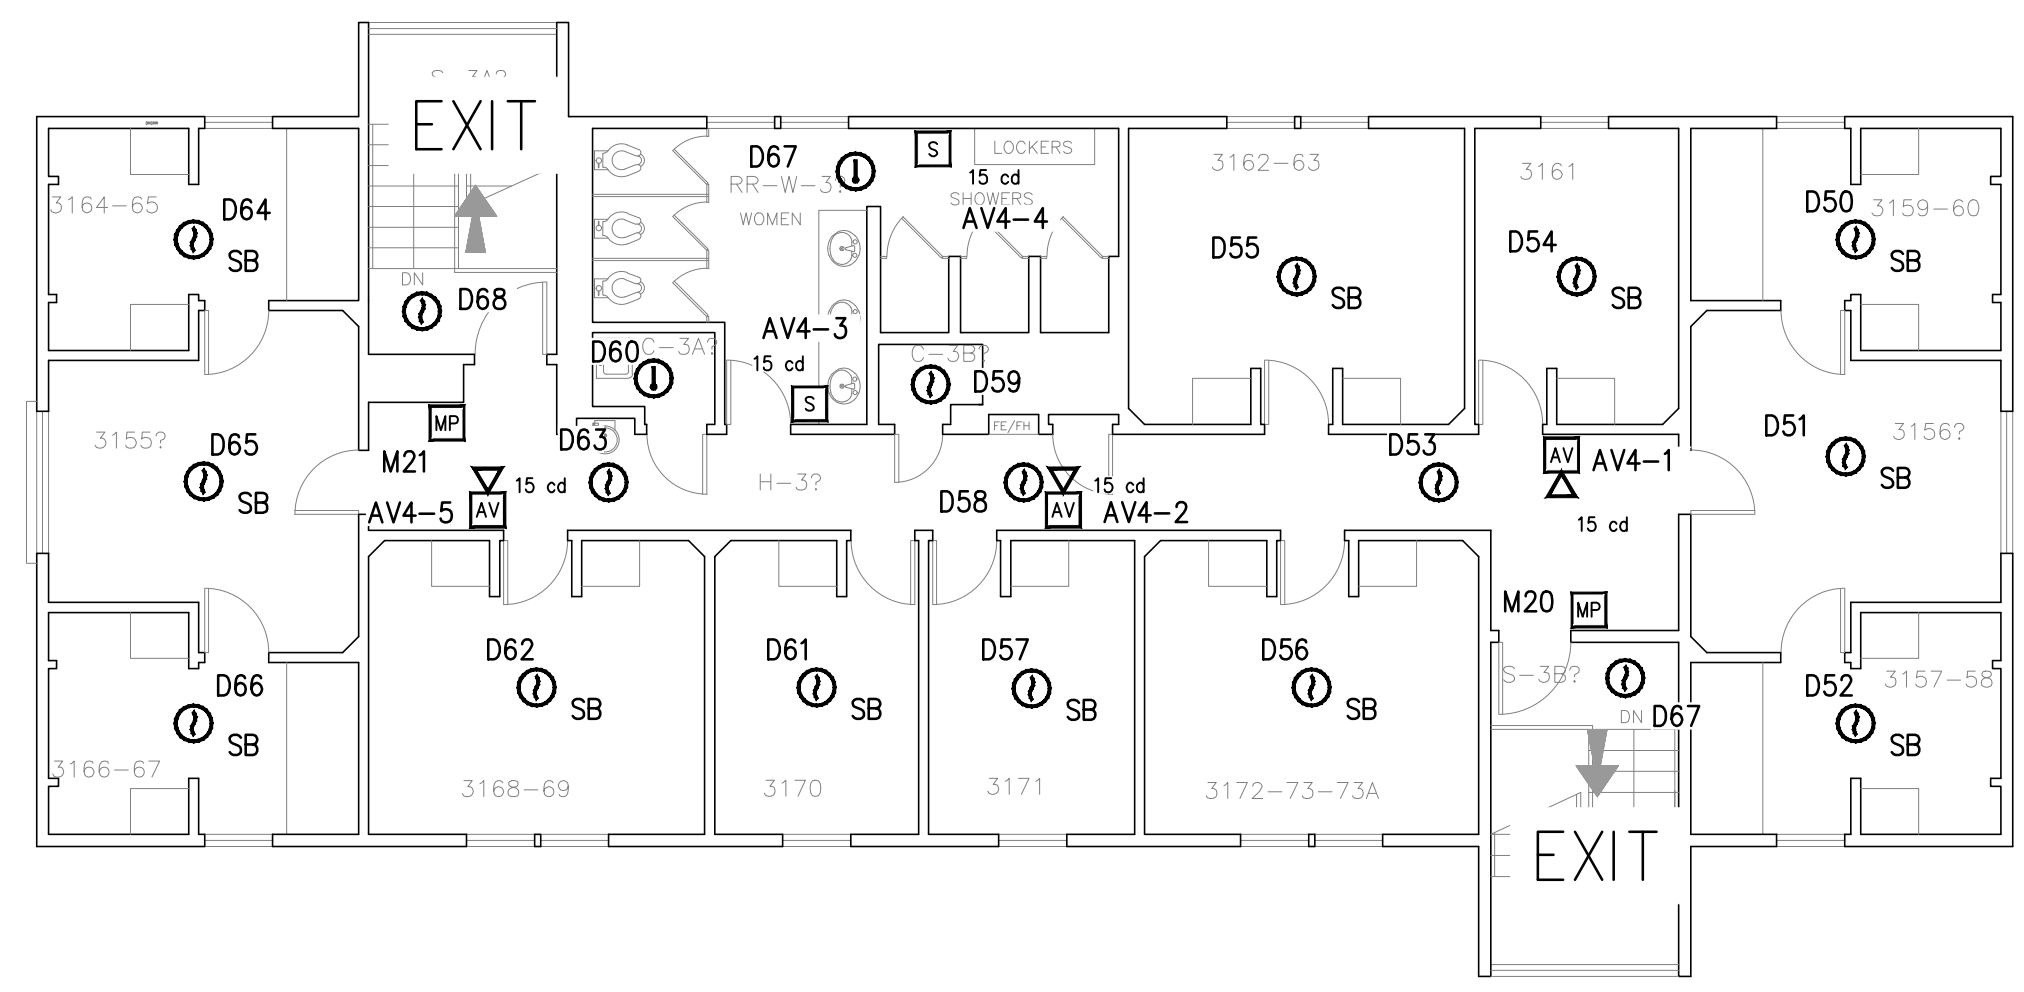 S-3A?
EXIT
3164-65
D64
SB
DN
D68
D67
RR-W-3?
WOMEN
S
15 cd
LOCKERS
SHOWERS
AV4-4
3162-63
D55
SB
3161
D54
SB
D50
3159-60
SB
AV4-3
15 cd
S
D60
C-3A?
C-3B?
D59
FE/FH
MP
M21
D63
3155?
D65
SB
AV4-5
AV
15 cd
H-3?
D58
15 cd
AV
AV4-2
D53
AV
AV4-1
15 cd
D51
3156?
SB
M20
MP
D66
SB
3166-67
D62
SB
3168-69
D61
SB
3170
D57
SB
3171
D56
SB
3172-73-73A
S-3B?
DN
D67
D52
3157-58
SB
EXIT